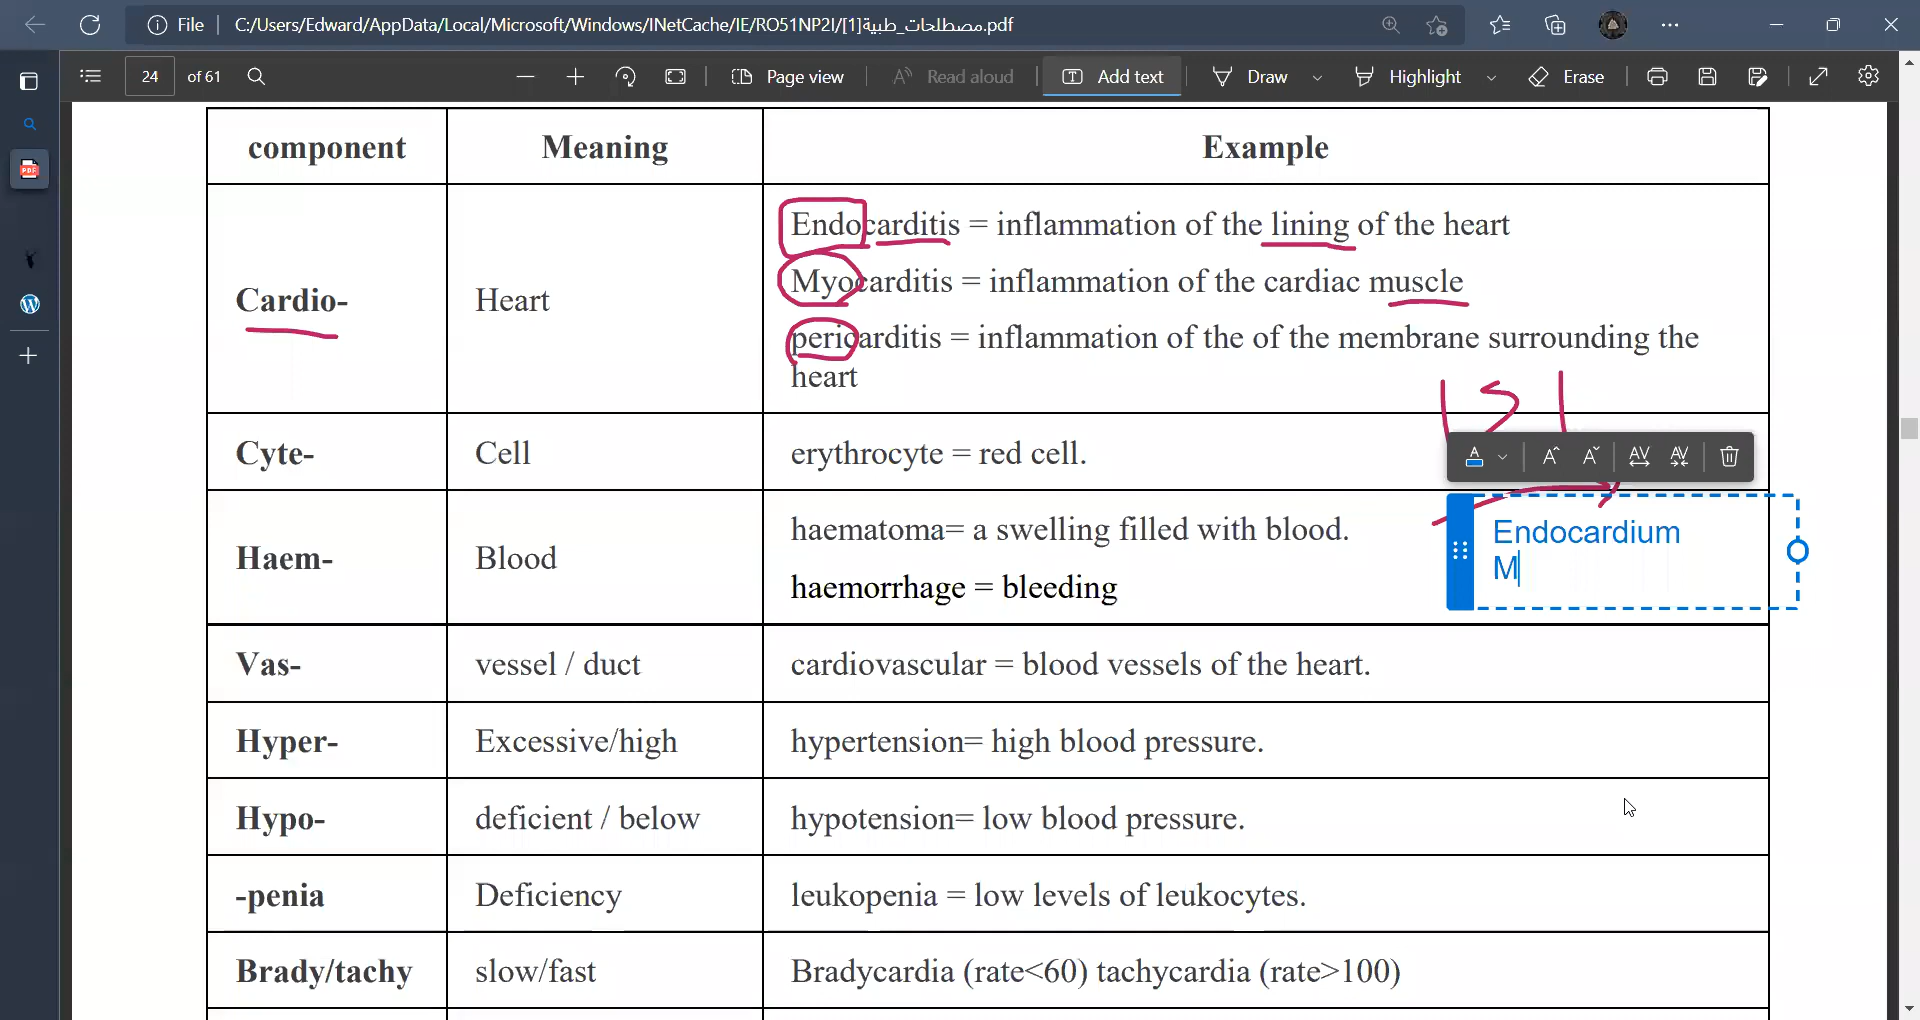 File
C:/Users/Edward/AppData/Local/Microsoft/Windows/INetCache/IE/RO51NP2I/[1]مصطلحات_طبية.pdf
24 of 61
Page view
Read aloud
Add text
Draw
Highlight
Erase
component Meaning Example
Cardio- Heart
Endocarditis = inflammation of the lining of the heart
Myocarditis = inflammation of the cardiac muscle
pericarditis = inflammation of the of the membrane surrounding the
heart
Cyte- Cell erythrocyte = red cell.
Haem- Blood
haematoma= a swelling filled with blood.
haemorrhage = bleeding
Endocardium
M
Vas- vessel / duct cardiovascular = blood vessels of the heart.
Hyper- Excessive/high hypertension= high blood pressure.
Hypo- deficient / below hypotension= low blood pressure.
-penia Deficiency leukopenia = low levels of leukocytes.
Brady/tachy slow/fast Bradycardia (rate<60) tachycardia (rate>100)